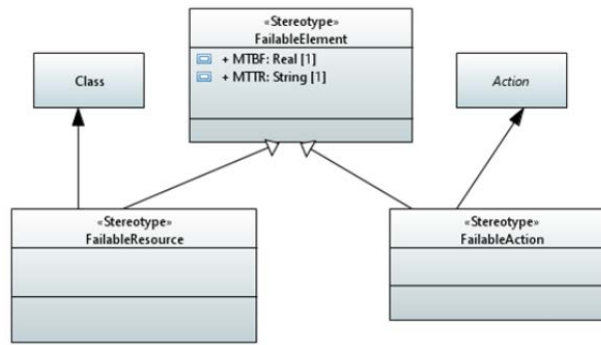 «Stereotype»
FailableElement
+ MTBF: Real [1]
+ MTTR: String [1]
Class
Action
«Stereotype»
FailableResource
«Stereotype»
FailableAction